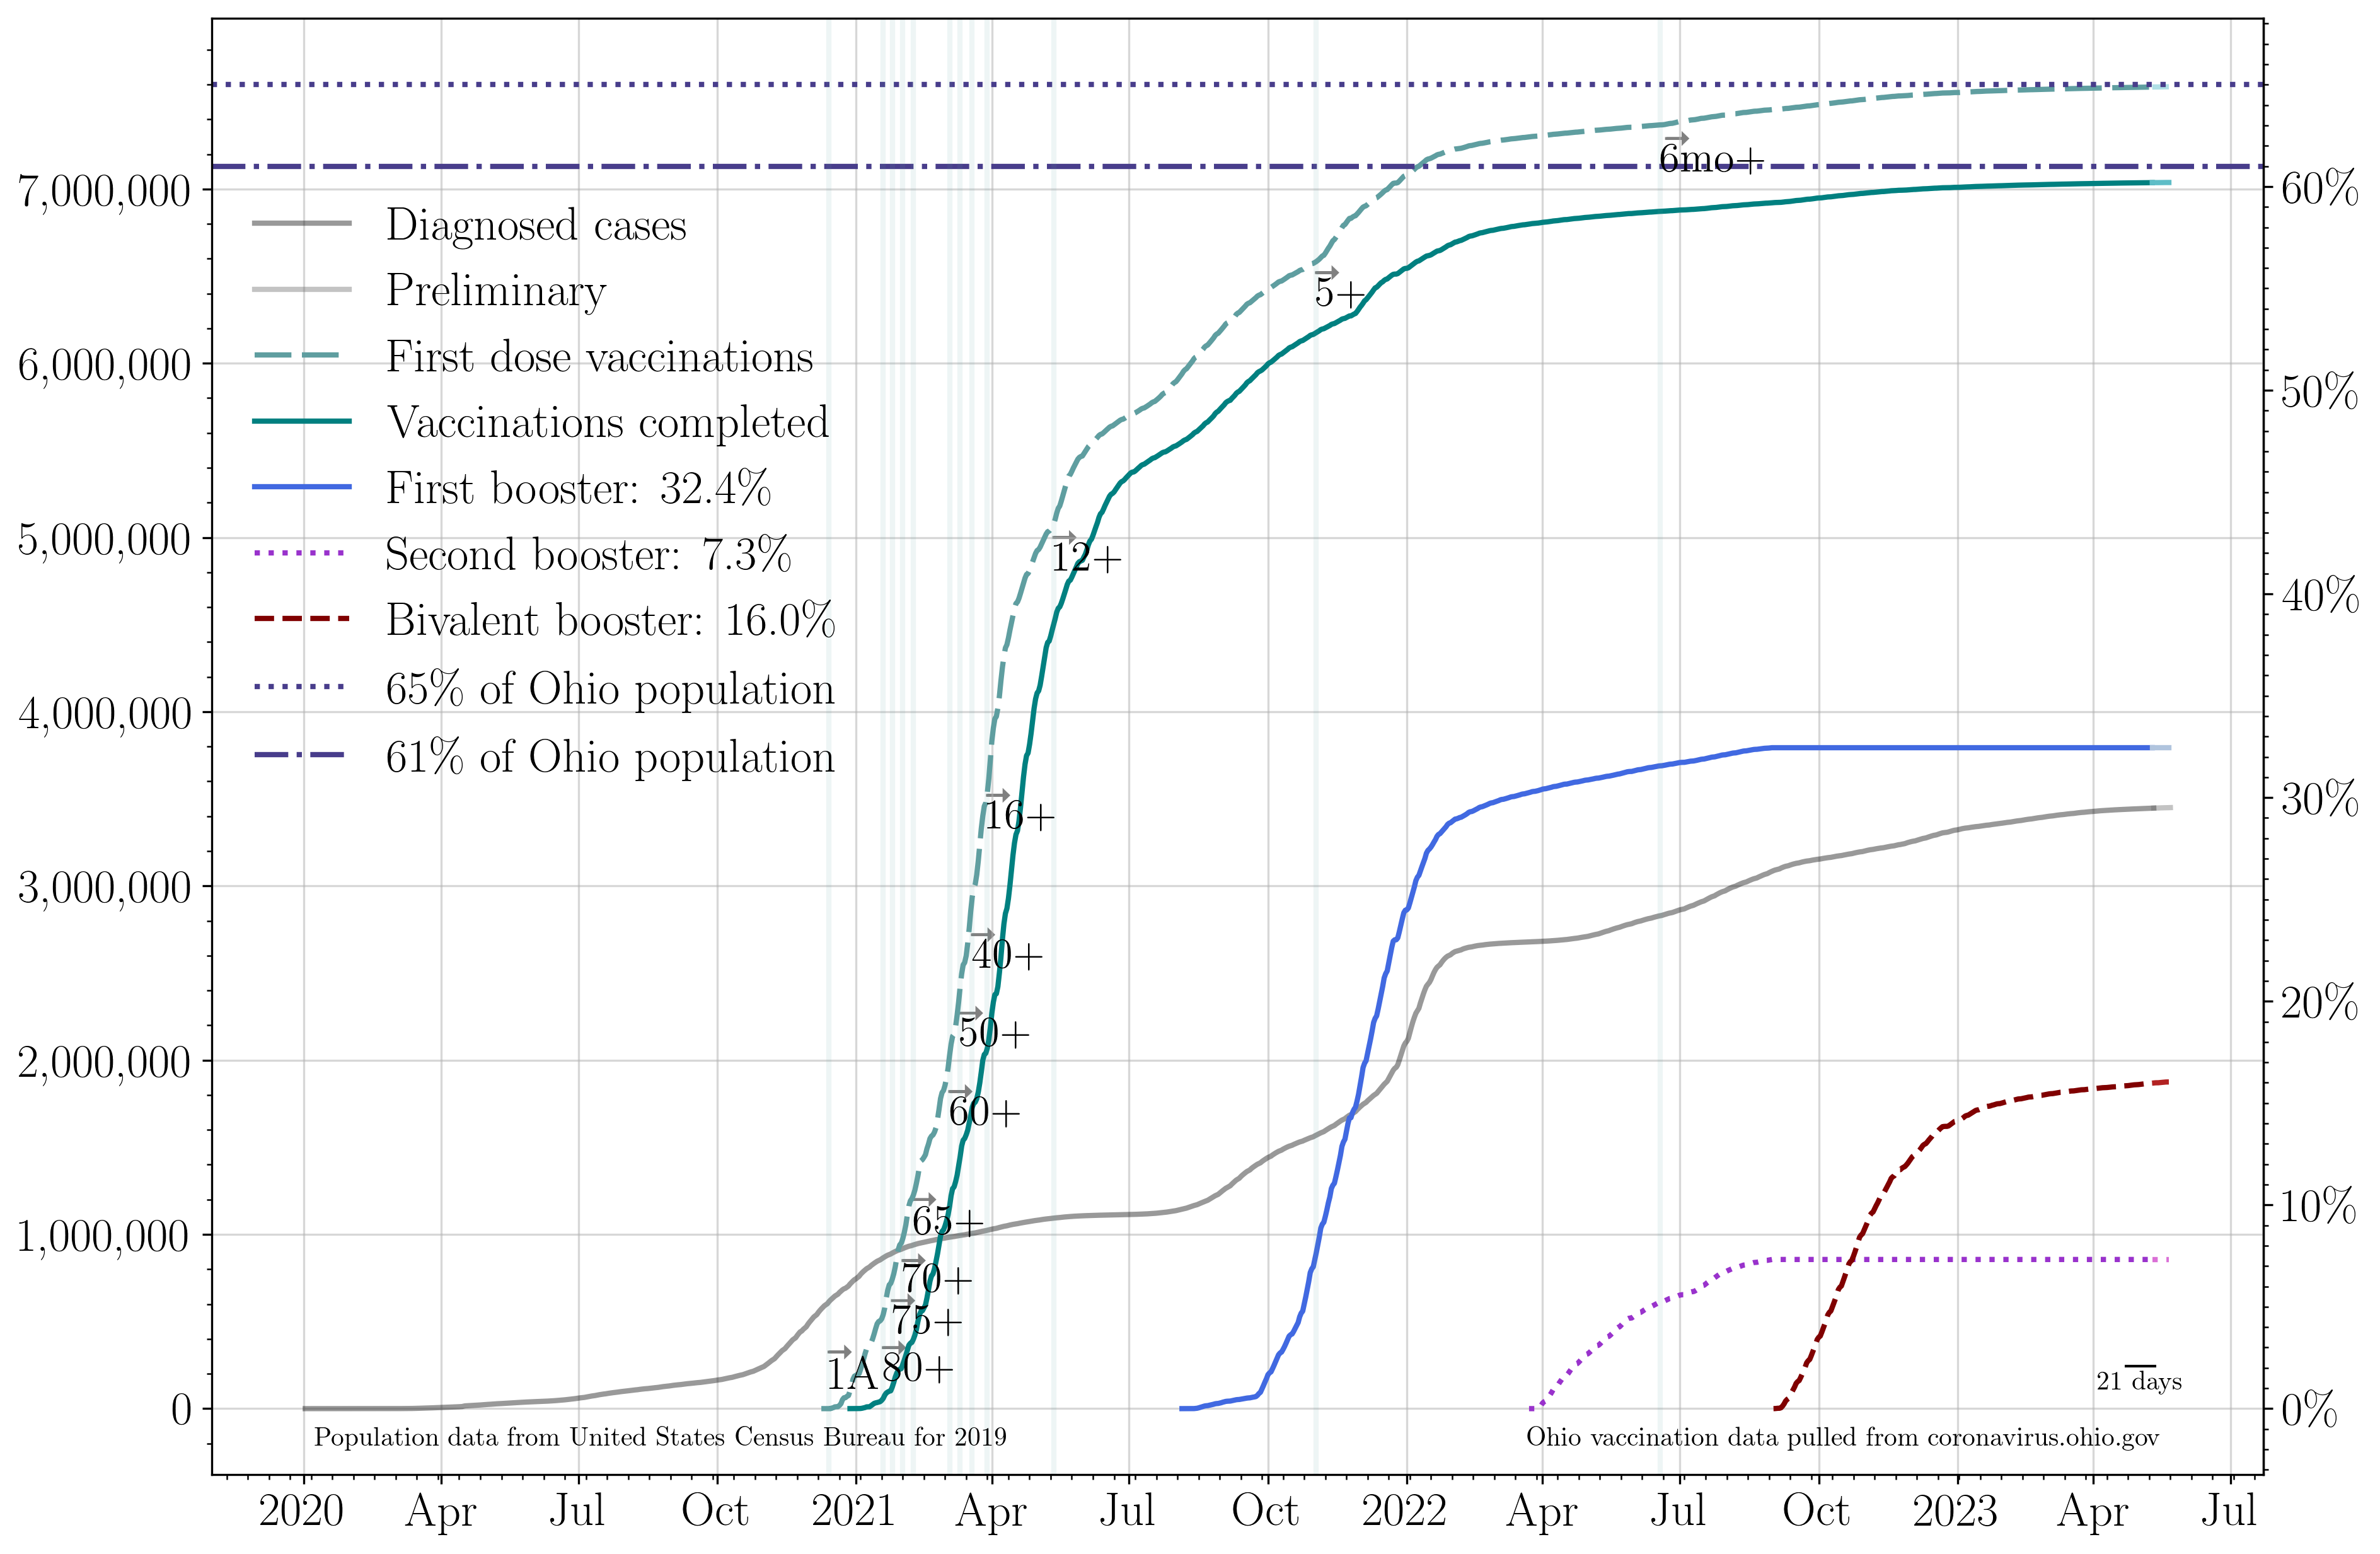 7,000,000
6,000,000
5,000,000
4,000,000
3,000,000
2,000,000
1,000,000
0
Diagnosed cases
Preliminary
First dose vaccinations
Vaccinations completed
First booster: 32.4%
Second booster: 7.3%
Bivalent booster: 16.0%
65% of Ohio population
61% of Ohio population
6mo+
5+
12+
16+
40+
50+
60+
65+
70+
75+
80+
1A
21 days
60%
50%
40%
30%
20%
10%
0%
Population data from United States Census Bureau for 2019
Ohio vaccination data pulled from coronavirus.ohio.gov
2020 Apr Jul Oct 2021 Apr Jul Oct 2022 Apr Jul Oct 2023 Apr Jul